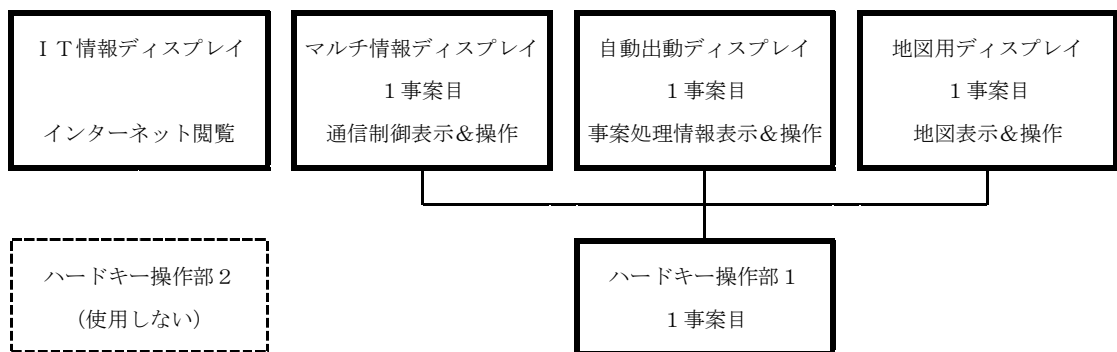 ＩＴ情報ディスプレイ
インターネット閲覧
マルチ情報ディスプレイ
１事案目
通信制御表示＆操作
自動出動ディスプレイ
１事案目
事案処理情報表示＆操作
地図用ディスプレイ
１事案目
地図表示＆操作
ハードキー操作部２
（使用しない）
ハードキー操作部１
１事案目